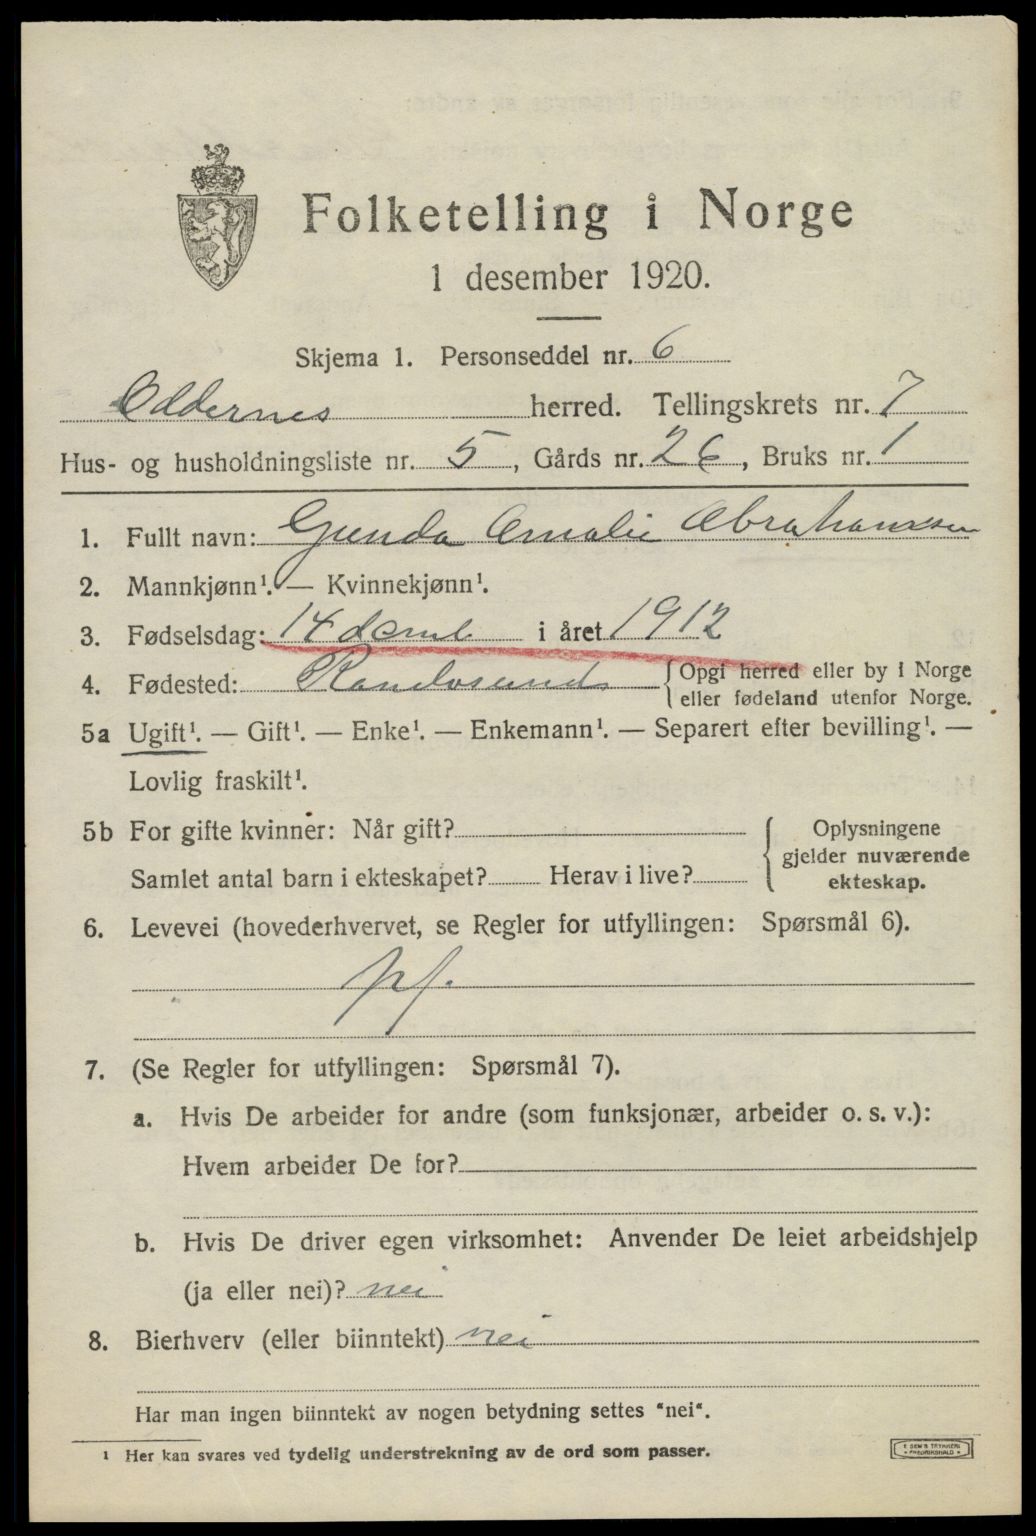 Folketelling i Norge
1 desember 1920.
Skjema 1. Personseddel nr. 6
Oddernes herred. Tellingskrets nr. 7
Hus- og husholdningsliste nr. 5, Gårds nr. 26, Bruks nr. 1
1. Fullt navn: Gunda Amalie Abrahamsen
2. Mannkjønn¹. — Kvinnekjønn¹.
3. Fødselsdag: 14 decmb i året 1912
4. Fødested: Randøsund { Opgi herred eller by i Norge
eller fødeland utenfor Norge.
5a Ugift¹. — Gift¹. — Enke¹. — Enkemann¹. — Separert efter bevilling¹. —
Lovlig fraskilt¹.
5b For gifte kvinner: Når gift?
Samlet antal barn i ekteskapet? Herav i live?
{ Oplysningene
gjelder nuværende
ekteskap.
6. Levevei (hovederhvervet, se Regler for utfyllingen: Spørsmål 6).
pf.
7. (Se Regler for utfyllingen: Spørsmål 7).
a. Hvis De arbeider for andre (som funksjonær, arbeider o. s. v.):
Hvem arbeider De for?
b. Hvis De driver egen virksomhet: Anvender De leiet arbeidshjelp
(ja eller nei)? nei
8. Bierhverv (eller biinntekt) nei
Har man ingen biinntekt av nogen betydning settes "nei".
¹ Her kan svares ved tydelig understrekning av de ord som passer.